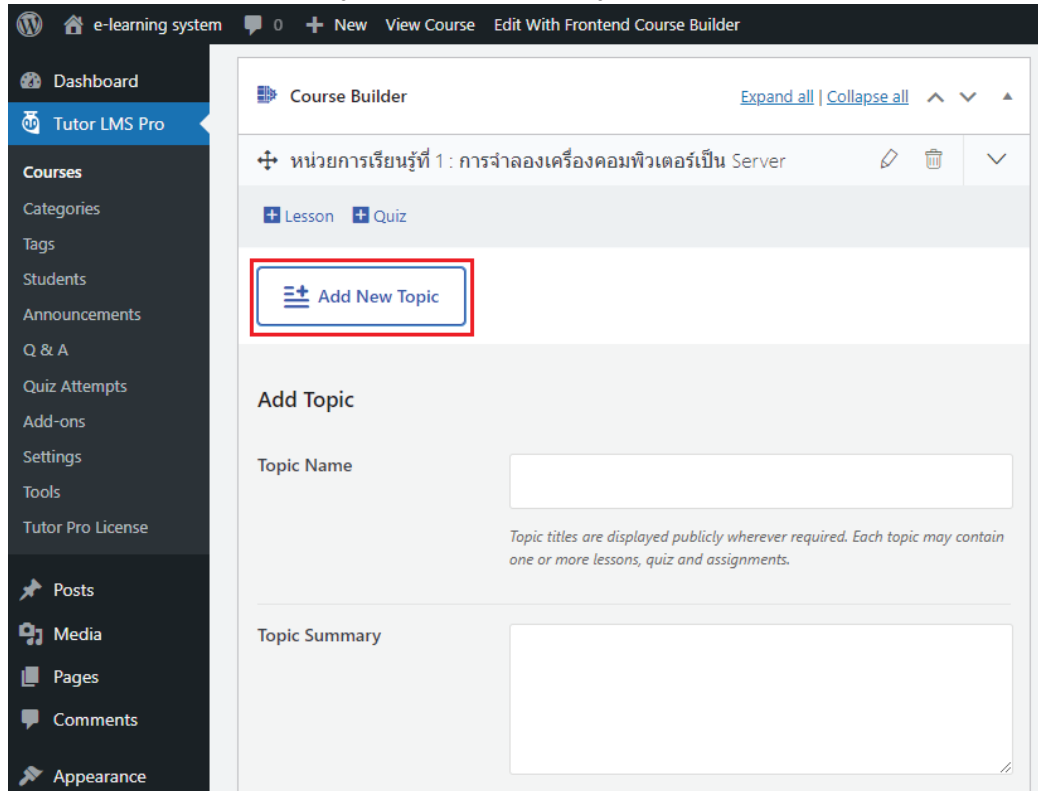 e-learning system 0 + New View Course Edit With Frontend Course Builder
Dashboard
Tutor LMS Pro
Courses
Categories
Tags
Students
Announcements
Q & A
Quiz Attempts
Add-ons
Settings
Tools
Tutor Pro License
Posts
Media
Pages
Comments
Appearance
Course Builder Expand all | Collapse all
หน่วยการเรียนรู้ที่ 1 : การจำลองเครื่องคอมพิวเตอร์เป็น Server
Lesson Quiz
Add New Topic
Add Topic
Topic Name
Topic titles are displayed publicly wherever required. Each topic may contain
one or more lessons, quiz and assignments.
Topic Summary